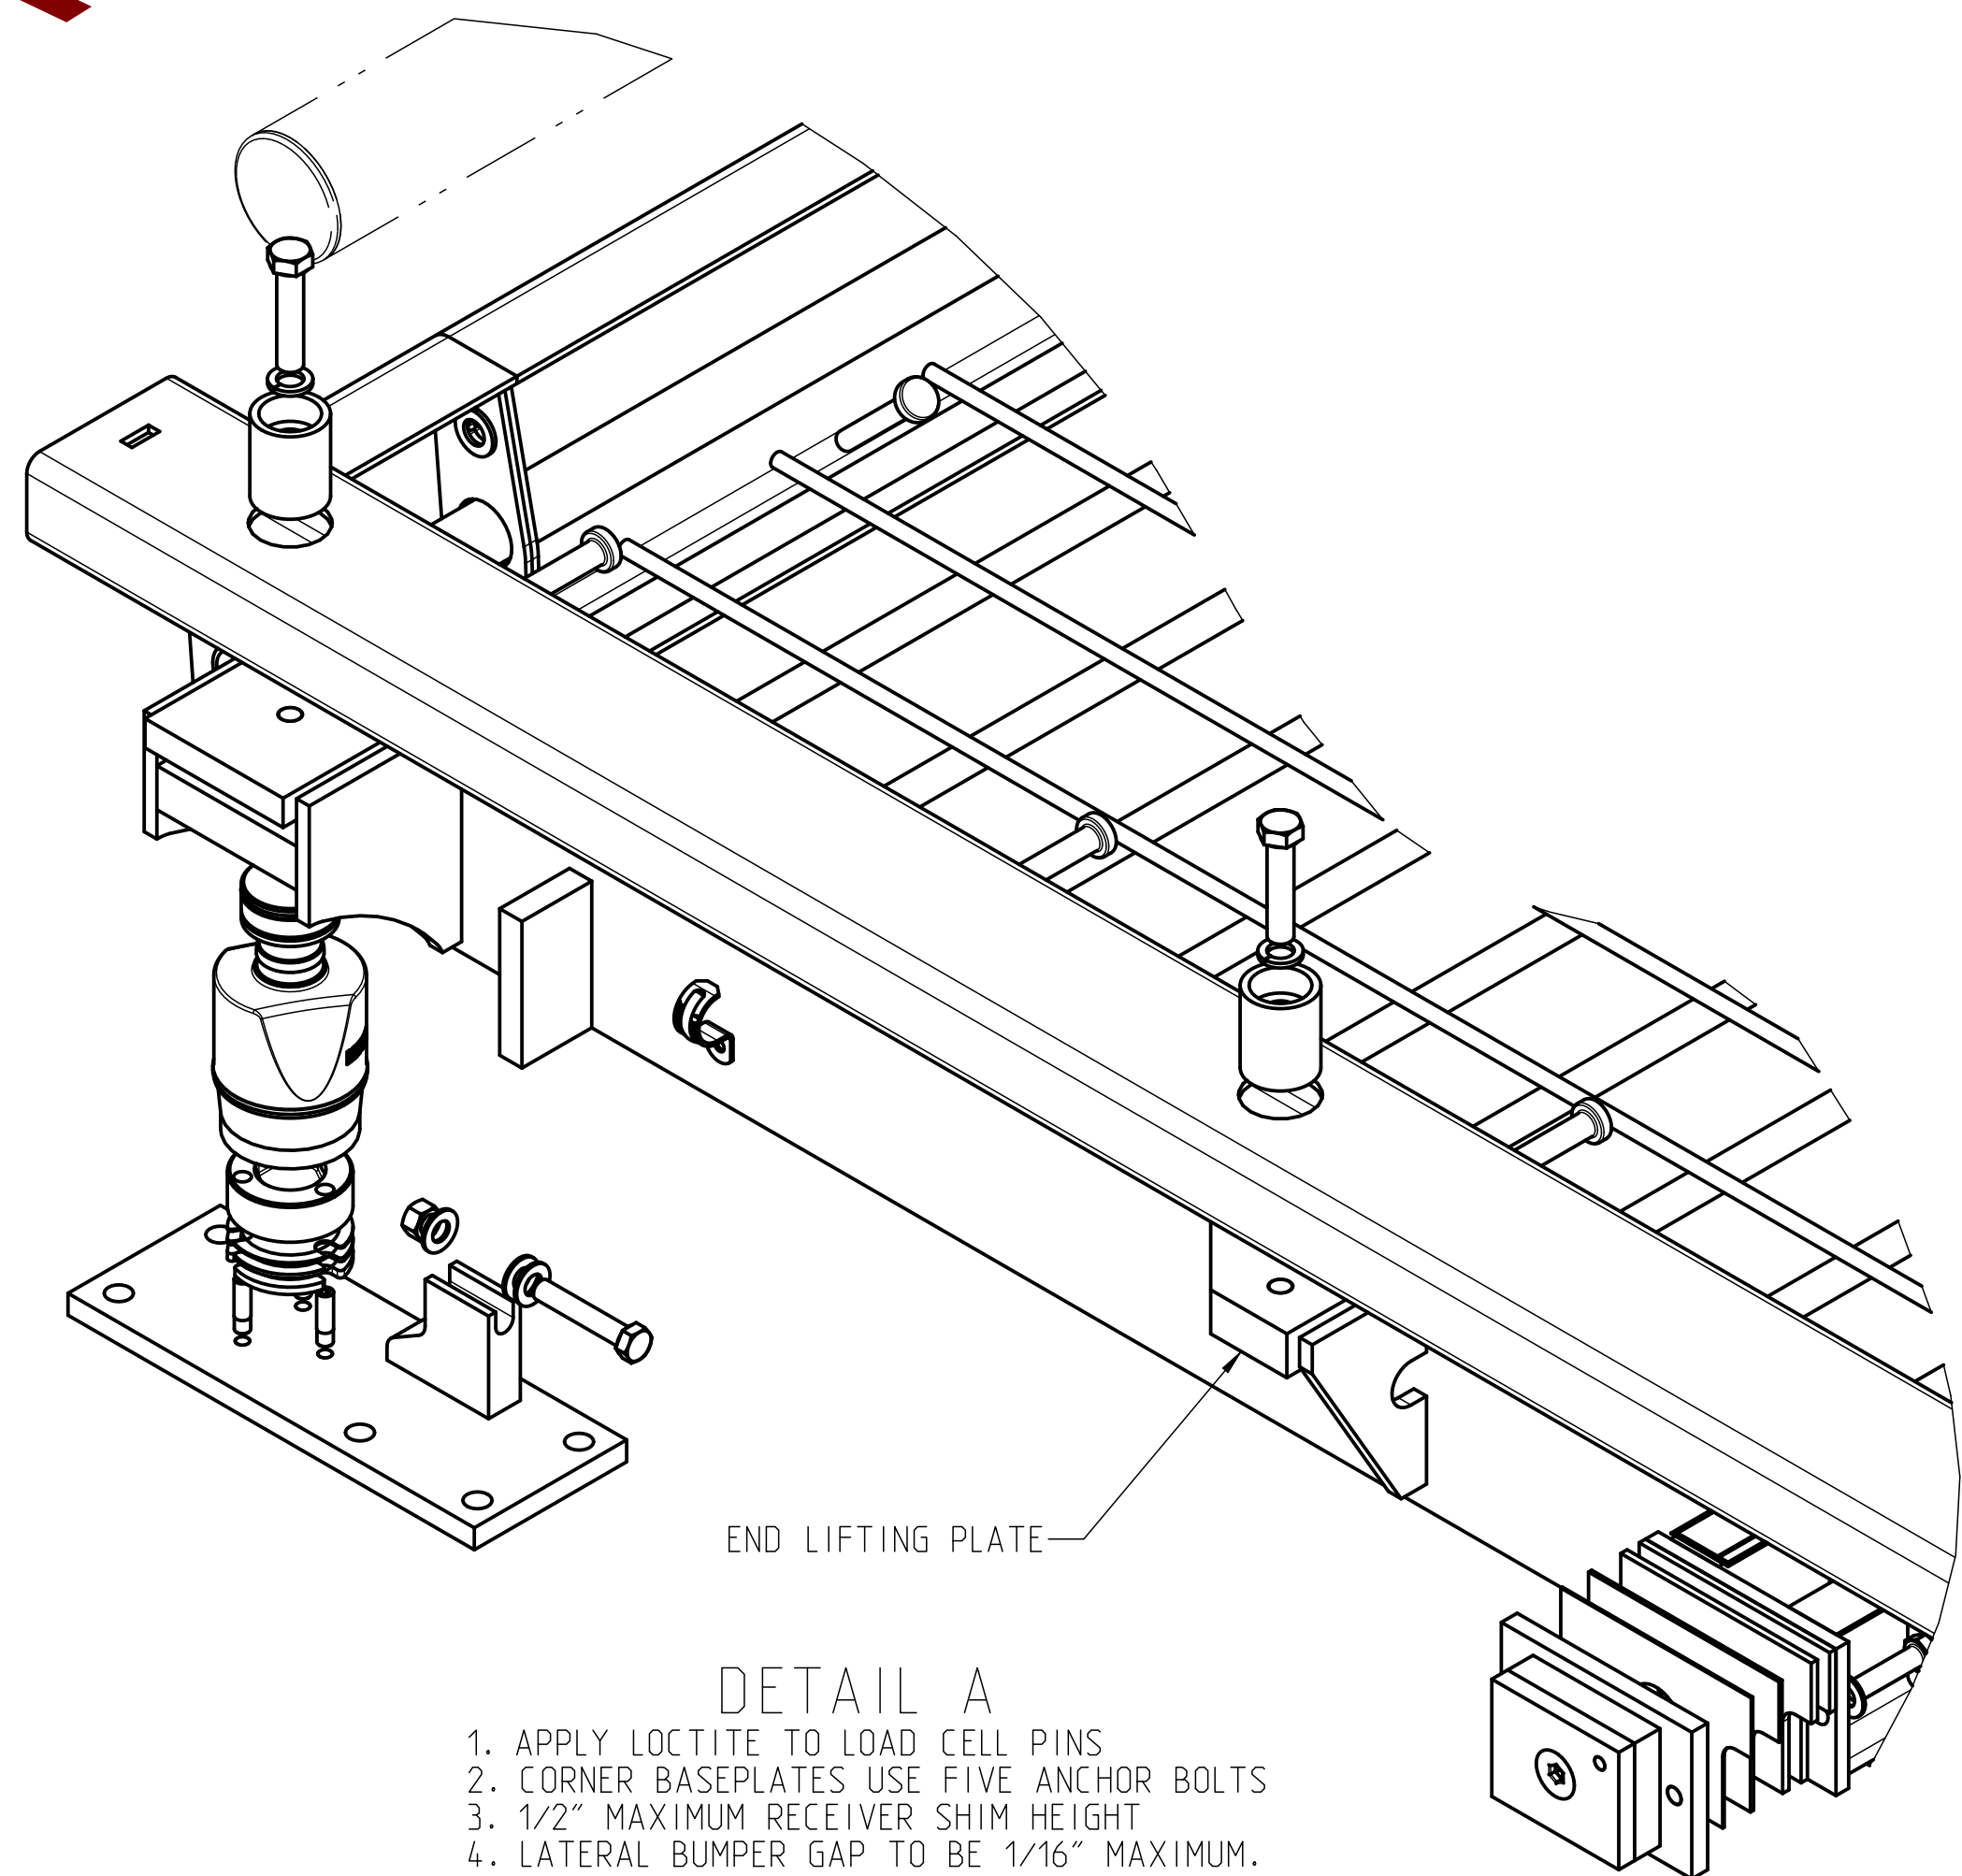 END LIFTING PLATE
DETAIL A
1. APPLY LOCTITE TO LOAD CELL PINS
2. CORNER BASEPLATES USE FIVE ANCHOR BOLTS
3. 1/2" MAXIMUM RECEIVER SHIM HEIGHT
4. LATERAL BUMPER GAP TO BE 1/16" MAXIMUM.